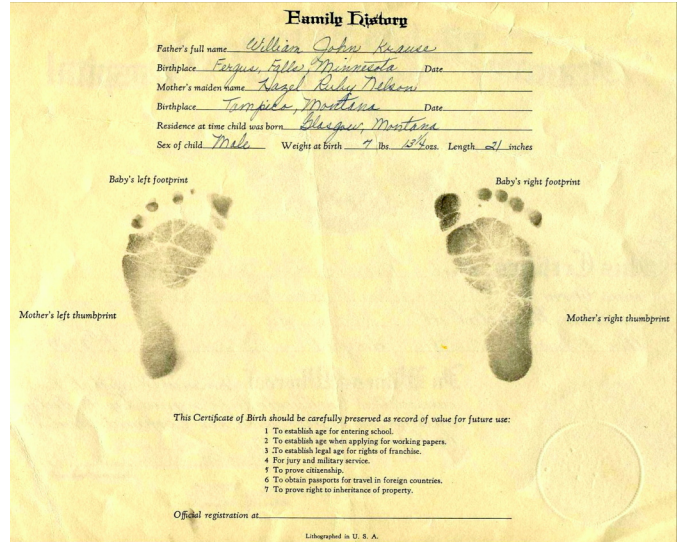 Family History
Father's full name William John Krause
Birthplace Fergus, Falls, Minnesota Date
Mother's maiden name Hazel Ruby Nelson
Birthplace Tampico, Montana Date
Residence at time child was born Glasgow, Montana
Sex of child Male Weight at birth 7 lbs. 13 1/4 ozs. Length 21 inches
Baby's left footprint Baby's right footprint
Mother's left thumbprint Mother's right thumbprint
This Certificate of Birth should be carefully preserved as record of value for future use:
1 To establish age for entering school.
2 To establish age when applying for working papers.
3 To establish legal age for rights of franchise.
4 For jury and military service.
5 To prove citizenship.
6 To obtain passports for travel in foreign countries.
7 To prove right to inheritance of property.
Official registration at
Lithographed in U. S. A.